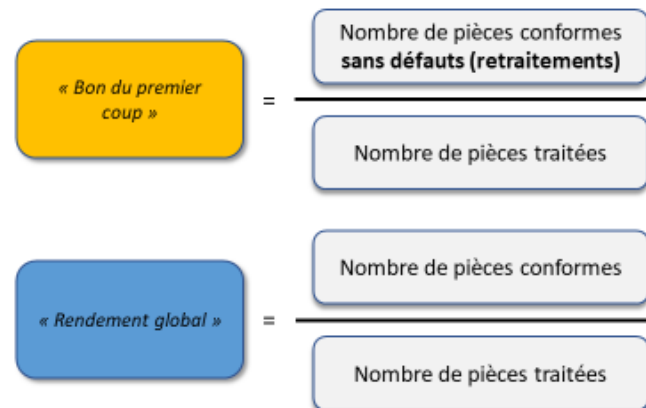 Nombre de pièces conformes
sans défauts (retraitements)
« Bon du premier
coup »
=
Nombre de pièces traitées
Nombre de pièces conformes
« Rendement global »
=
Nombre de pièces traitées